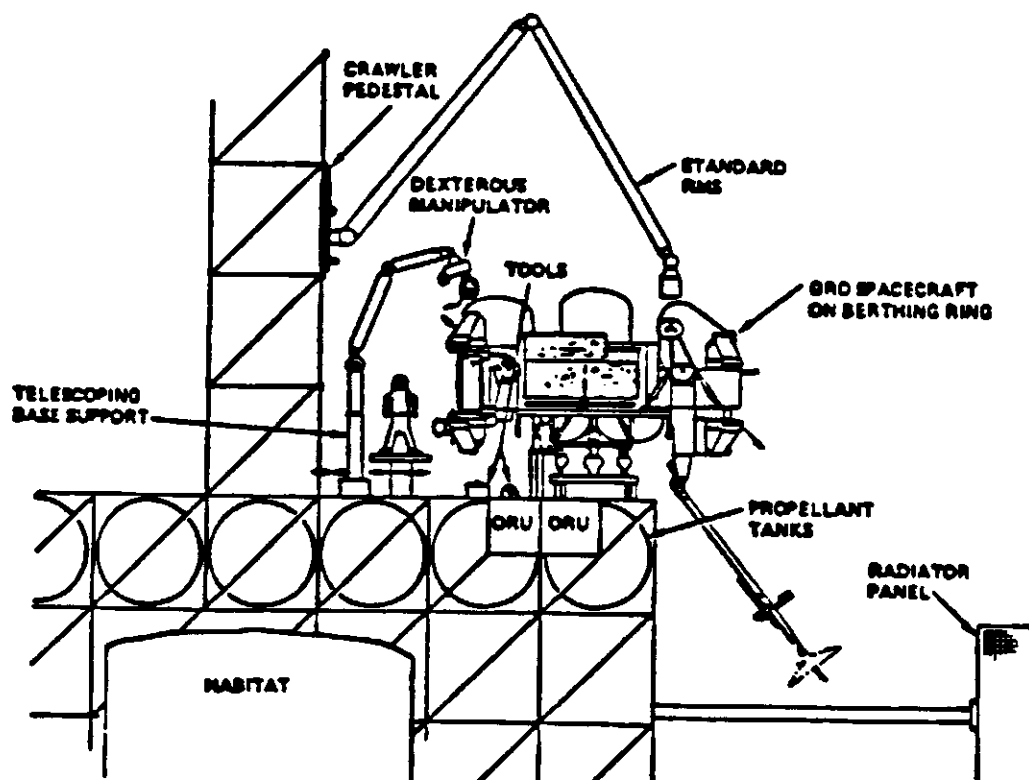 CRAWLER
PEDESTAL
STANDARD
RMS
DEXTEROUS
MANIPULATOR
TOOLS
GRO SPACECRAFT
ON BERTHING RING
TELESCOPING
BASE SUPPORT
ORU ORU
PROPELLANT
TANKS
RADIATOR
PANEL
HABITAT